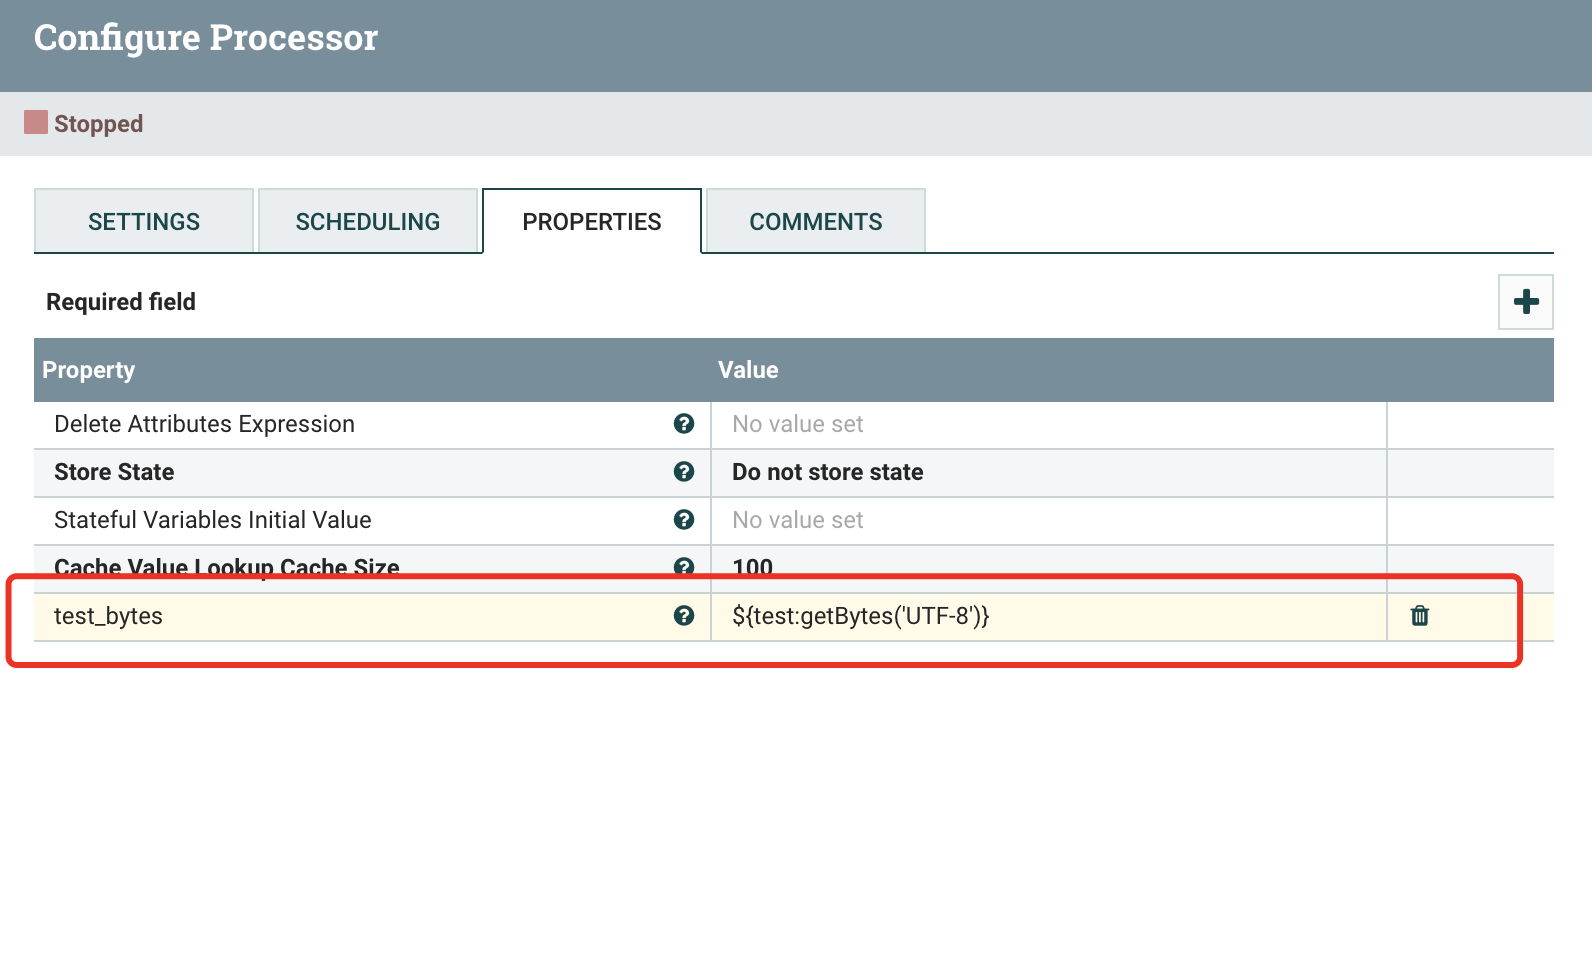 Configure Processor
Stopped
SETTINGS SCHEDULING PROPERTIES COMMENTS
Required field
Property Value
Delete Attributes Expression No value set
Store State Do not store state
Stateful Variables Initial Value No value set
Cache Value Lookup Cache Size 100
test_bytes ${test:getBytes('UTF-8')}